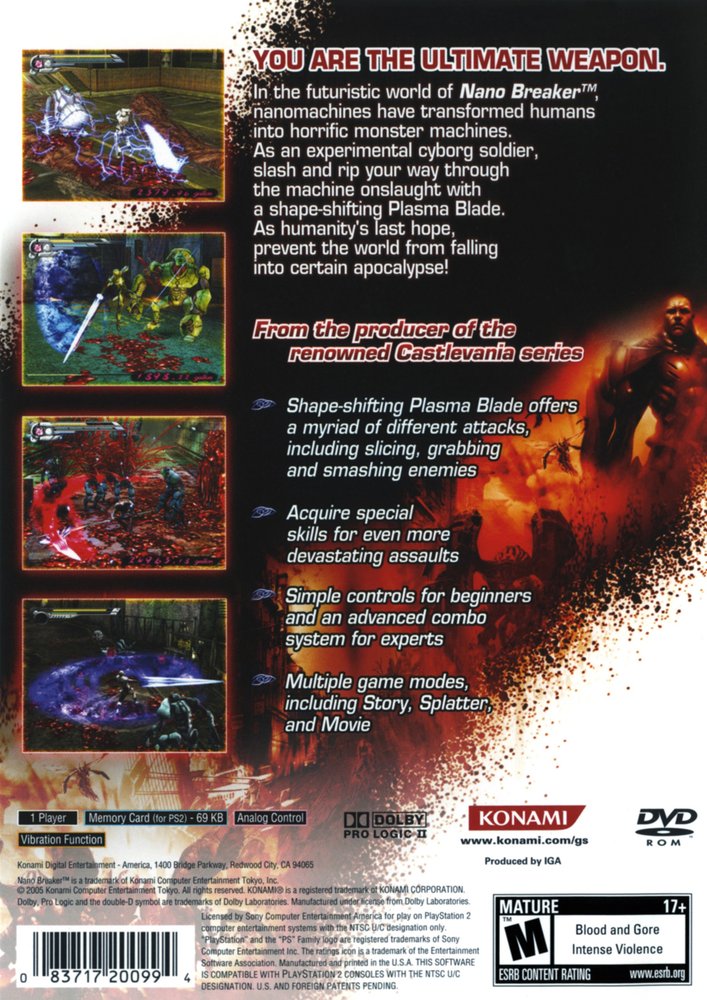 YOU ARE THE ULTIMATE WEAPON.
In the futuristic world of Nano Breaker™,
nanomachines have transformed humans
into horrific monster machines.
As an experimental cyborg soldier,
slash and rip your way through
the machine onslaught with
a shape-shifting Plasma Blade.
As humanity's last hope,
prevent the world from falling
into certain apocalypse!
From the producer of the
renowned Castlevania series
Shape-shifting Plasma Blade offers
a myriad of different attacks,
including slicing, grabbing
and smashing enemies
Acquire special
skills for even more
devastating assaults
Simple controls for beginners
and an advanced combo
system for experts
Multiple game modes,
including Story, Splatter,
and Movie
1 Player
Memory Card (for PS2) - 69 KB
Analog Control
Vibration Function
DOLBY
PRO LOGIC II
KONAMI
www.konami.com/gs
Produced by IGA
DVD
ROM
Konami Digital Entertainment - America, 1400 Bridge Parkway, Redwood City, CA 94065
Nano Breaker™ is a trademark of Konami Computer Entertainment Tokyo, Inc.
© 2005 Konami Computer Entertainment Tokyo. All rights reserved. KONAMI® is a registered trademark of KONAMI CORPORATION.
Dolby, Pro Logic and the double-D symbol are trademarks of Dolby Laboratories. Manufactured under license from Dolby Laboratories.
Licensed by Sony Computer Entertainment America for play on PlayStation 2
computer entertainment systems with the NTSC U/C designation only.
"PlayStation" and the "PS" Family logo are registered trademarks of Sony
Computer Entertainment Inc. The ratings icon is a trademark of the Entertainment
Software Association. Manufactured and printed in the U.S.A. THIS SOFTWARE
IS COMPATIBLE WITH PLAYSTATION 2 CONSOLES WITH THE NTSC U/C
DESIGNATION. U.S. AND FOREIGN PATENTS PENDING.
0 83717 20099 4
MATURE 17+
M
Blood and Gore
Intense Violence
ESRB CONTENT RATING www.esrb.org